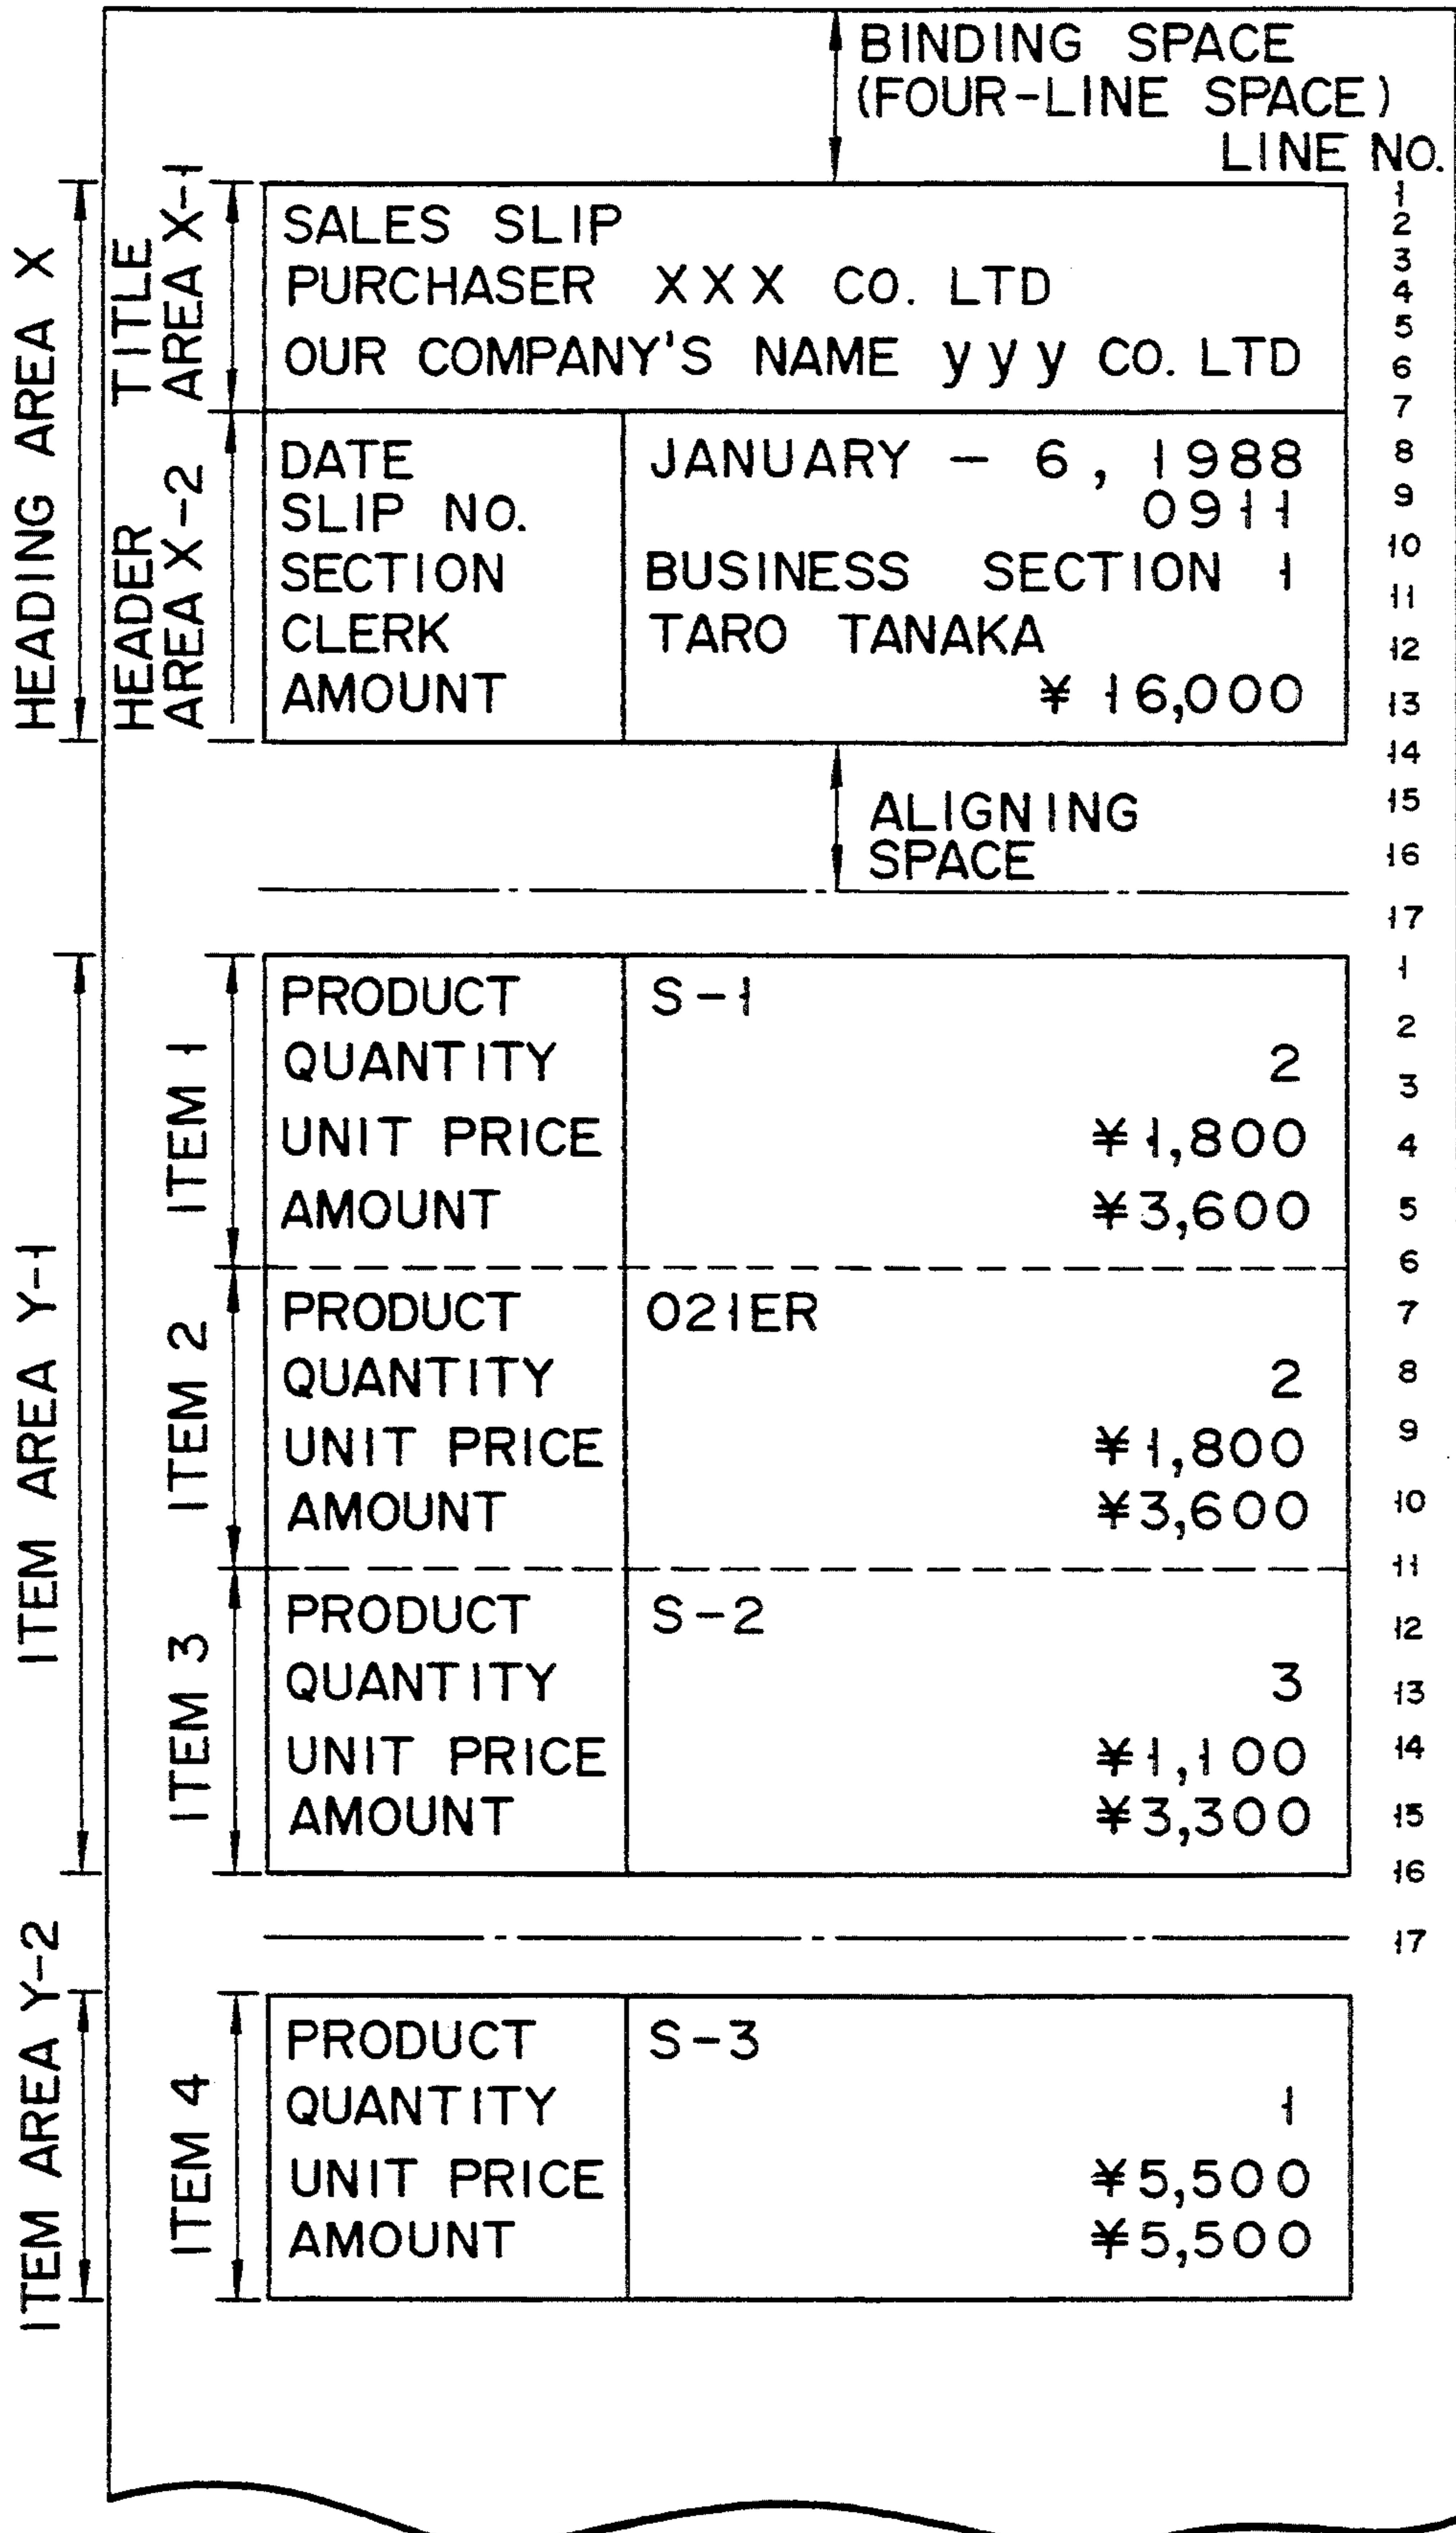 BINDING SPACE
(FOUR-LINE SPACE)
LINE NO.
HEADING AREA X
TITLE
AREA X-1
SALES SLIP
PURCHASER XXX CO. LTD
OUR COMPANY'S NAME yyy CO. LTD
1
2
3
4
5
6
7
HEADER
AREA X-2
DATE JANUARY - 6, 1988
SLIP NO. 0911
SECTION BUSINESS SECTION 1
CLERK TARO TANAKA
AMOUNT ¥16,000
8
9
10
11
12
13
14
15
16
17
ALIGNING
SPACE
ITEM AREA Y-1
ITEM 1
PRODUCT S-1
QUANTITY 2
UNIT PRICE ¥1,800
AMOUNT ¥3,600
1
2
3
4
5
6
ITEM 2
PRODUCT 021ER
QUANTITY 2
UNIT PRICE ¥1,800
AMOUNT ¥3,600
7
8
9
10
11
ITEM 3
PRODUCT S-2
QUANTITY 3
UNIT PRICE ¥1,100
AMOUNT ¥3,300
12
13
14
15
16
17
ITEM AREA Y-2
ITEM 4
PRODUCT S-3
QUANTITY 1
UNIT PRICE ¥5,500
AMOUNT ¥5,500